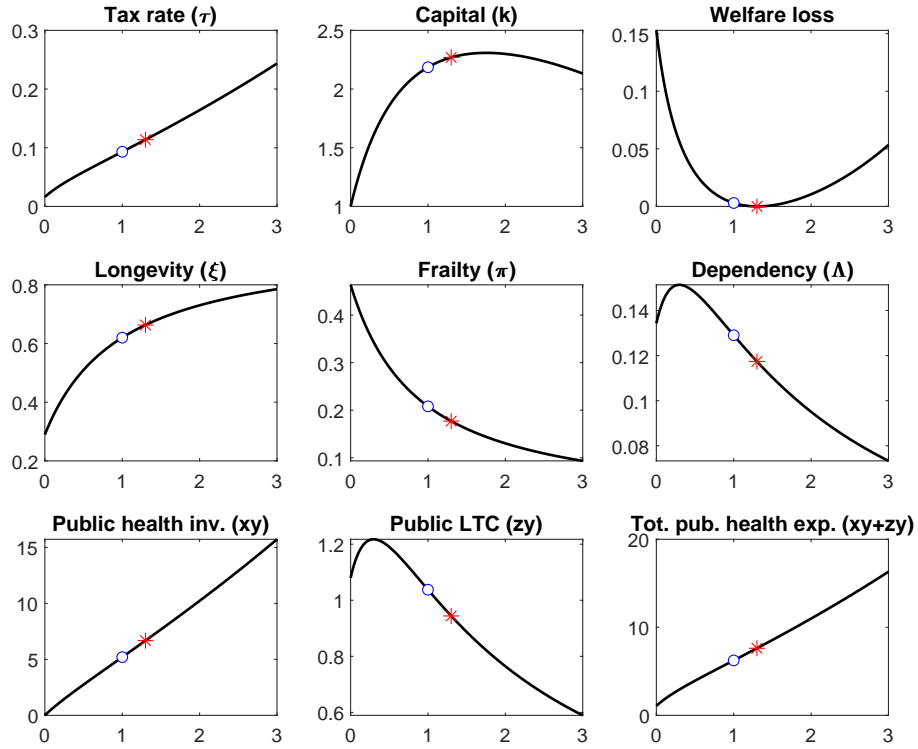 Tax rate (τ)
0.3
0.2
0.1
0
0 1 2 3
Capital (k)
2.5
2
1.5
1
0 1 2 3
Welfare loss
0.15
0.1
0.05
0
0 1 2 3
Longevity (ξ)
0.8
0.6
0.4
0.2
0 1 2 3
Frailty (π)
0.4
0.3
0.2
0.1
0 1 2 3
Dependency (Λ)
0.14
0.12
0.1
0.08
0 1 2 3
Public health inv. (xy)
15
10
5
0
0 1 2 3
Public LTC (zy)
1.2
1
0.8
0.6
0 1 2 3
Tot. pub. health exp. (xy+zy)
20
10
0
0 1 2 3